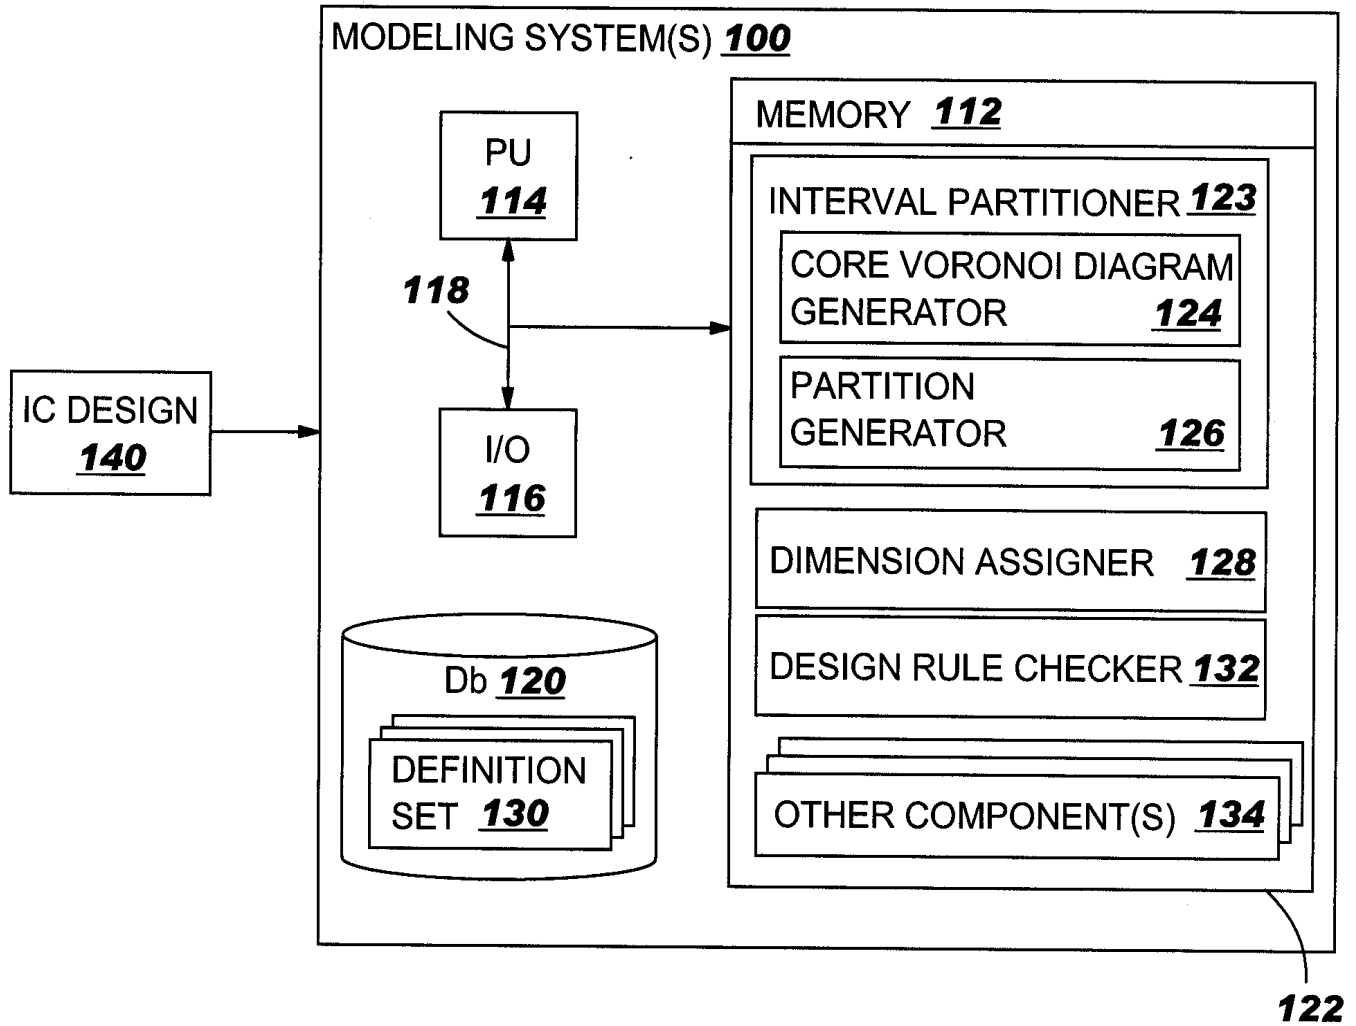 MODELING SYSTEM(S) 100
MEMORY 112
PU
114
INTERVAL PARTITIONER 123
CORE VORONOI DIAGRAM
GENERATOR 124
118
PARTITION
GENERATOR 126
IC DESIGN
140
I/O
116
DIMENSION ASSIGNER 128
DESIGN RULE CHECKER 132
Db 120
DEFINITION
SET 130
OTHER COMPONENT(S) 134
122